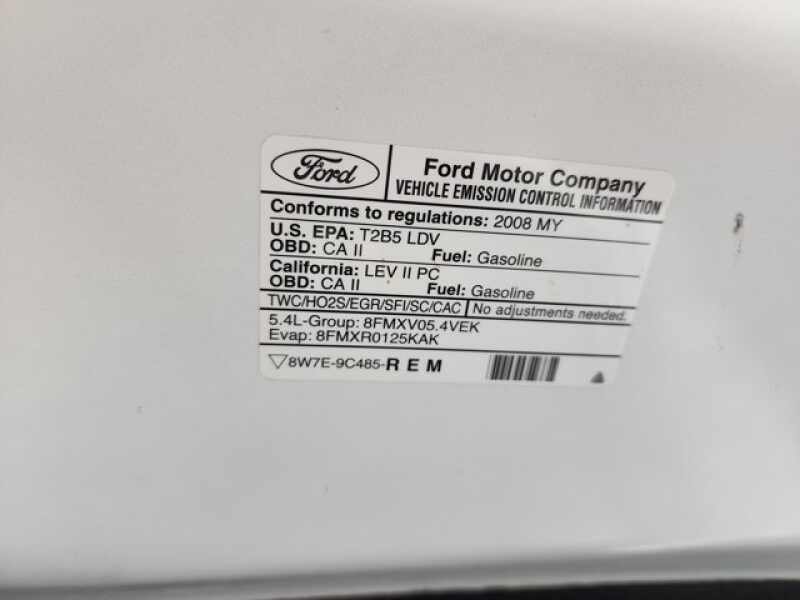 Ford
Ford Motor Company
VEHICLE EMISSION CONTROL INFORMATION
Conforms to regulations: 2008 MY
U.S. EPA: T2B5 LDV
OBD: CA II Fuel: Gasoline
California: LEV II PC
OBD: CA II Fuel: Gasoline
TWC/HO2S/EGR/SFI/SC/CAC No adjustments needed.
5.4L-Group: 8FMXV05.4VEK
Evap: 8FMXR0125KAK
8W7E-9C485-R E M